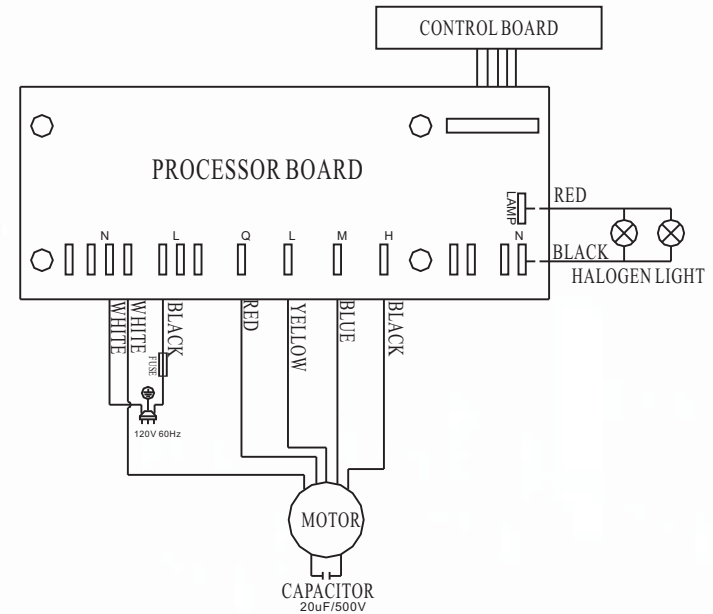 CONTROL BOARD
PROCESSOR BOARD
LAMP
RED
N
L
Q
L
M
H
N
BLACK
HALOGEN LIGHT
WHITE
WHITE
BLACK
RED
YELLOW
BLUE
BLACK
FUSE
120V 60Hz
MOTOR
CAPACITOR
20uF/500V